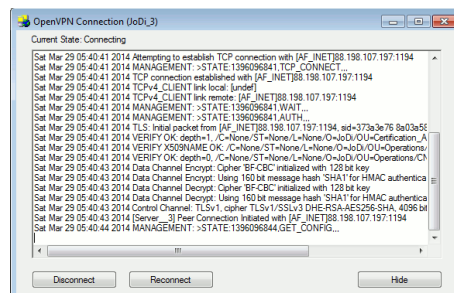 OpenVPN Connection (JoDi_3)
Current State: Connecting
Sat Mar 29 05:40:41 2014 Attempting to establish TCP connection with [AF_INET]88.198.107.197:1194
Sat Mar 29 05:40:41 2014 MANAGEMENT: >STATE:1396096841,TCP_CONNECT,,,
Sat Mar 29 05:40:41 2014 TCP connection established with [AF_INET]88.198.107.197:1194
Sat Mar 29 05:40:41 2014 TCPv4_CLIENT link local: [undef]
Sat Mar 29 05:40:41 2014 TCPv4_CLIENT link remote: [AF_INET]88.198.107.197:1194
Sat Mar 29 05:40:41 2014 MANAGEMENT: >STATE:1396096841,WAIT,,,
Sat Mar 29 05:40:41 2014 MANAGEMENT: >STATE:1396096841,AUTH,,,
Sat Mar 29 05:40:41 2014 TLS: Initial packet from [AF_INET]88.198.107.197:1194, sid=373a3e76 8a03a58
Sat Mar 29 05:40:41 2014 VERIFY OK: depth=1, /C=None/ST=None/L=None/O=JoDi/OU=Certification_A
Sat Mar 29 05:40:41 2014 VERIFY X509NAME OK: /C=None/ST=None/L=None/O=JoDi/OU=Operations/
Sat Mar 29 05:40:41 2014 VERIFY OK: depth=0, /C=None/ST=None/L=None/O=JoDi/OU=Operations/CN
Sat Mar 29 05:40:43 2014 Data Channel Encrypt: Cipher 'BF-CBC' initialized with 128 bit key
Sat Mar 29 05:40:43 2014 Data Channel Encrypt: Using 160 bit message hash 'SHA1' for HMAC authentica
Sat Mar 29 05:40:43 2014 Data Channel Decrypt: Cipher 'BF-CBC' initialized with 128 bit key
Sat Mar 29 05:40:43 2014 Data Channel Decrypt: Using 160 bit message hash 'SHA1' for HMAC authentica
Sat Mar 29 05:40:43 2014 Control Channel: TLSv1, cipher TLSv1/SSLv3 DHE-RSA-AES256-SHA, 4096 bit
Sat Mar 29 05:40:43 2014 [Server__3] Peer Connection Initiated with [AF_INET]88.198.107.197:1194
Sat Mar 29 05:40:44 2014 MANAGEMENT: >STATE:1396096844,GET_CONFIG,,,
Disconnect
Reconnect
Hide